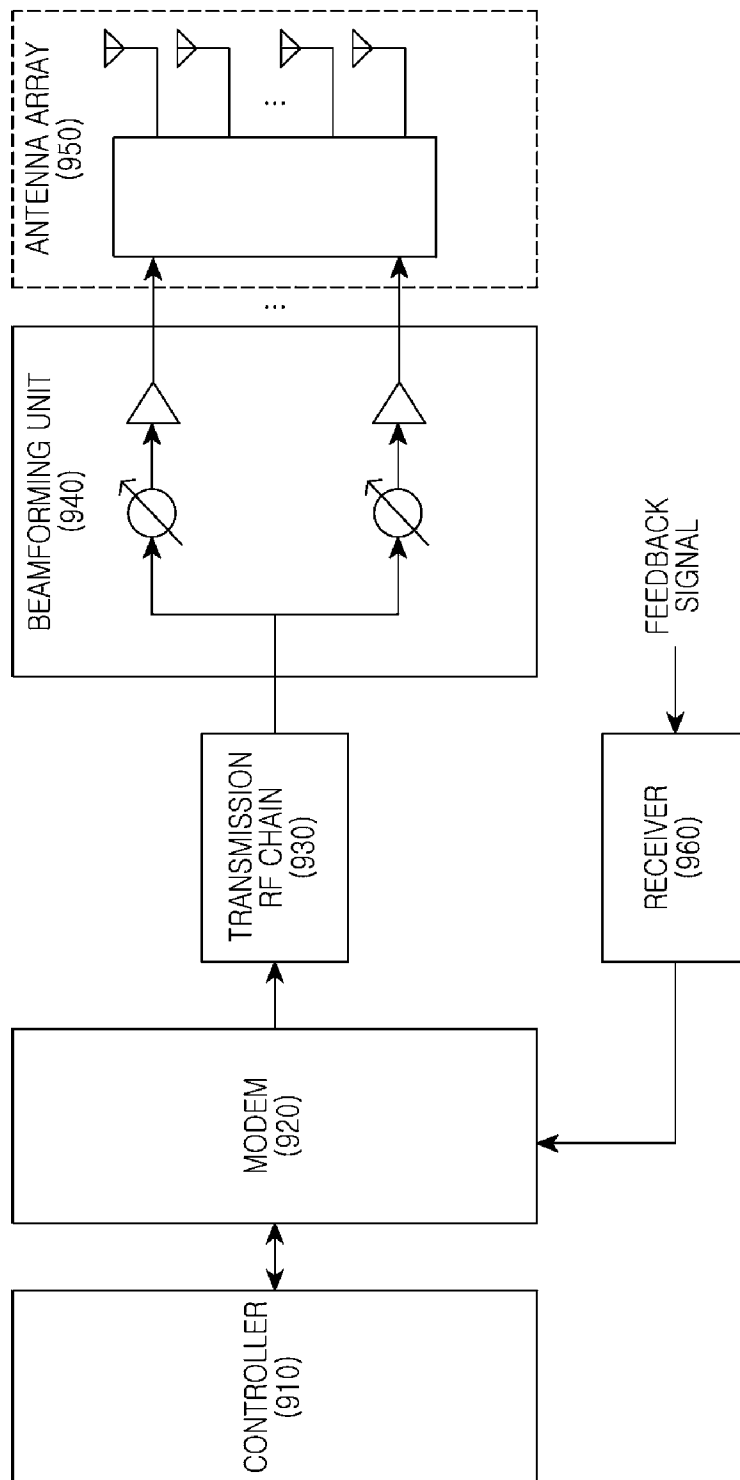 CONTROLLER
(910)
MODEM
(920)
TRANSMISSION
RF CHAIN
(930)
BEAMFORMING UNIT
(940)
...
ANTENNA ARRAY
(950)
...
RECEIVER
(960)
FEEDBACK
SIGNAL